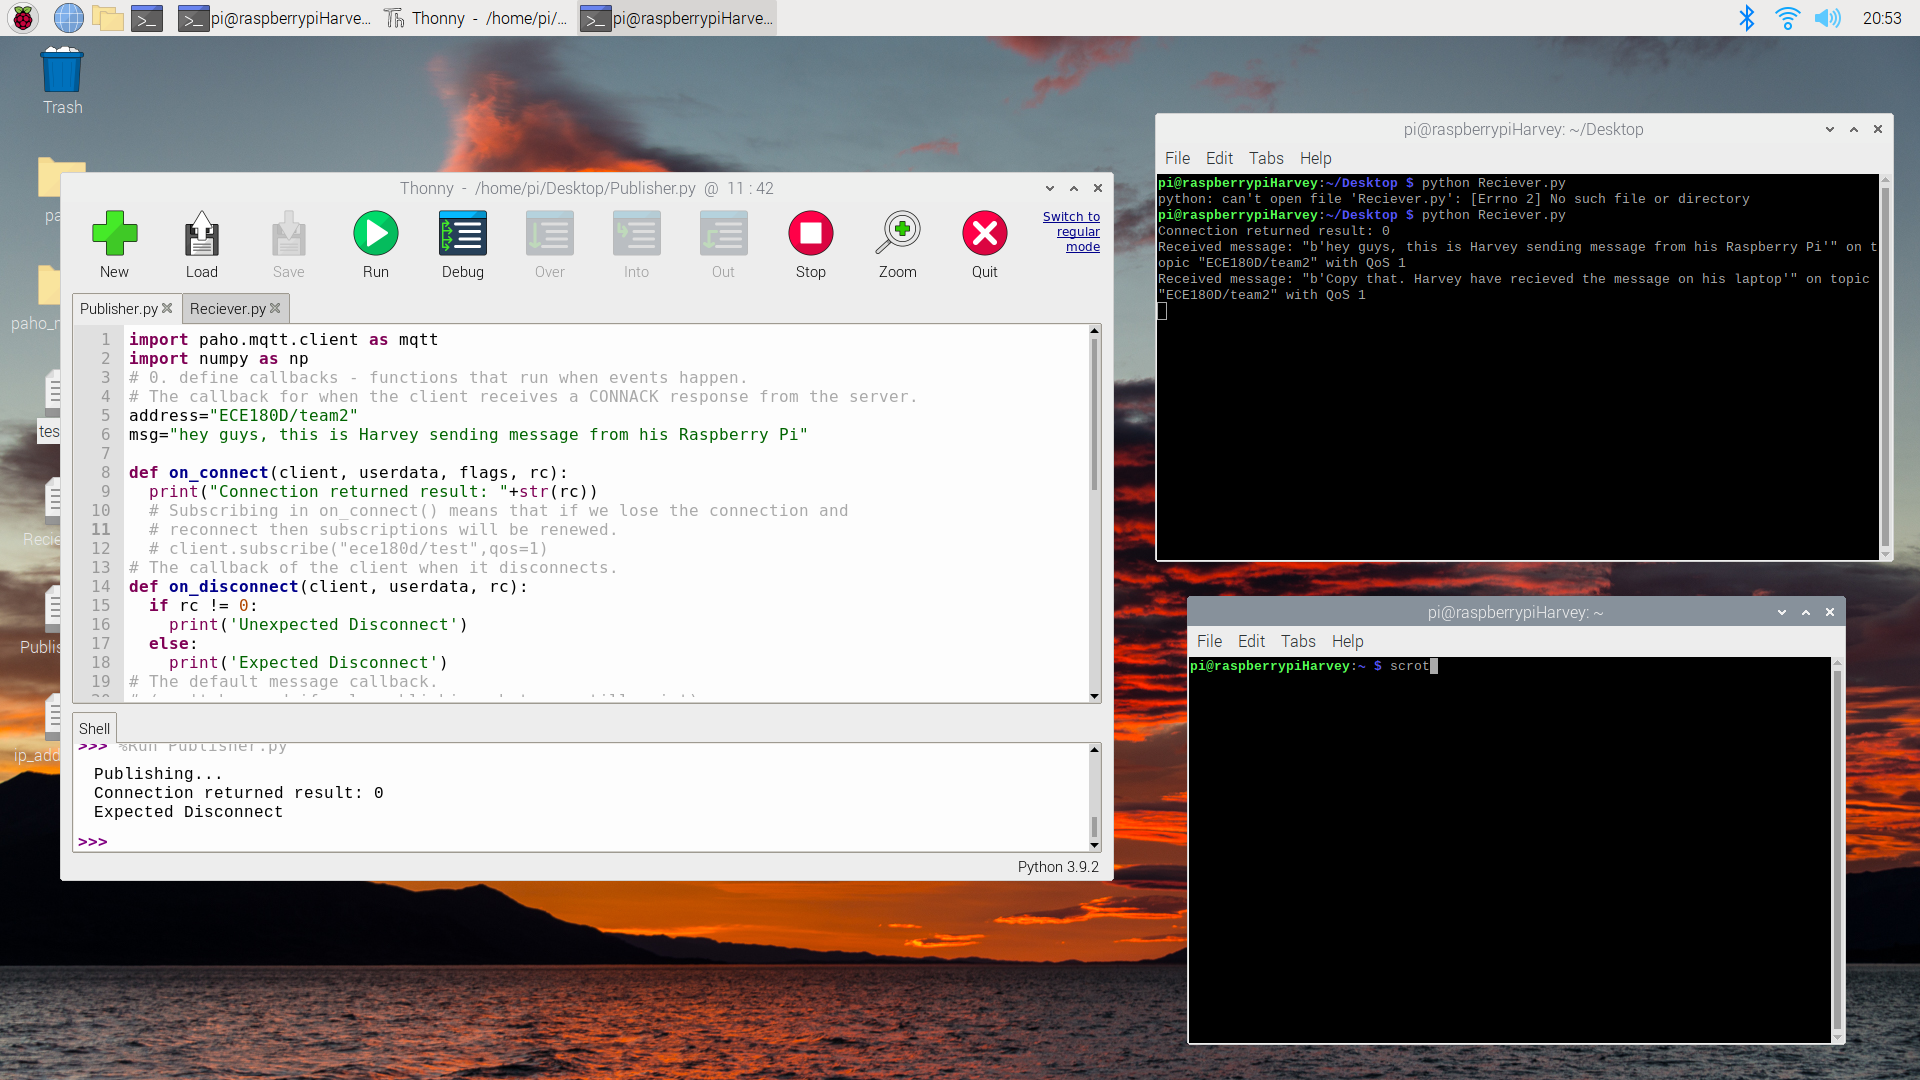 pi@raspberrypiHarve...
Thonny - /home/pi/...
pi@raspberrypiHarve...
20:53
Trash
pa
paho_m
tes
Recie
Publis
ip_add
Thonny - /home/pi/Desktop/Publisher.py @ 11 : 42
New
Load
Save
Run
Debug
Over
Into
Out
Stop
Zoom
Quit
Switch to
regular
mode
Publisher.py
Reciever.py
1 import paho.mqtt.client as mqtt
2 import numpy as np
3 # 0. define callbacks - functions that run when events happen.
4 # The callback for when the client receives a CONNACK response from the server.
5 address="ECE180D/team2"
6 msg="hey guys, this is Harvey sending message from his Raspberry Pi"
7
8 def on_connect(client, userdata, flags, rc):
9   print("Connection returned result: "+str(rc))
10   # Subscribing in on_connect() means that if we lose the connection and
11   # reconnect then subscriptions will be renewed.
12   # client.subscribe("ece180d/test",qos=1)
13 # The callback of the client when it disconnects.
14 def on_disconnect(client, userdata, rc):
15   if rc != 0:
16     print('Unexpected Disconnect')
17   else:
18     print('Expected Disconnect')
19 # The default message callback.
Shell
>>> %Run Publisher.py
Publishing...
Connection returned result: 0
Expected Disconnect
>>>
Python 3.9.2
pi@raspberrypiHarvey: ~/Desktop
File Edit Tabs Help
pi@raspberrypiHarvey:~/Desktop $ python Reciever.py
python: can't open file 'Reciever.py': [Errno 2] No such file or directory
pi@raspberrypiHarvey:~/Desktop $ python Reciever.py
Connection returned result: 0
Received message: "b'hey guys, this is Harvey sending message from his Raspberry Pi'" on t
opic "ECE180D/team2" with QoS 1
Received message: "b'Copy that. Harvey have recieved the message on his laptop'" on topic
"ECE180D/team2" with QoS 1
pi@raspberrypiHarvey: ~
File Edit Tabs Help
pi@raspberrypiHarvey:~ $ scrot